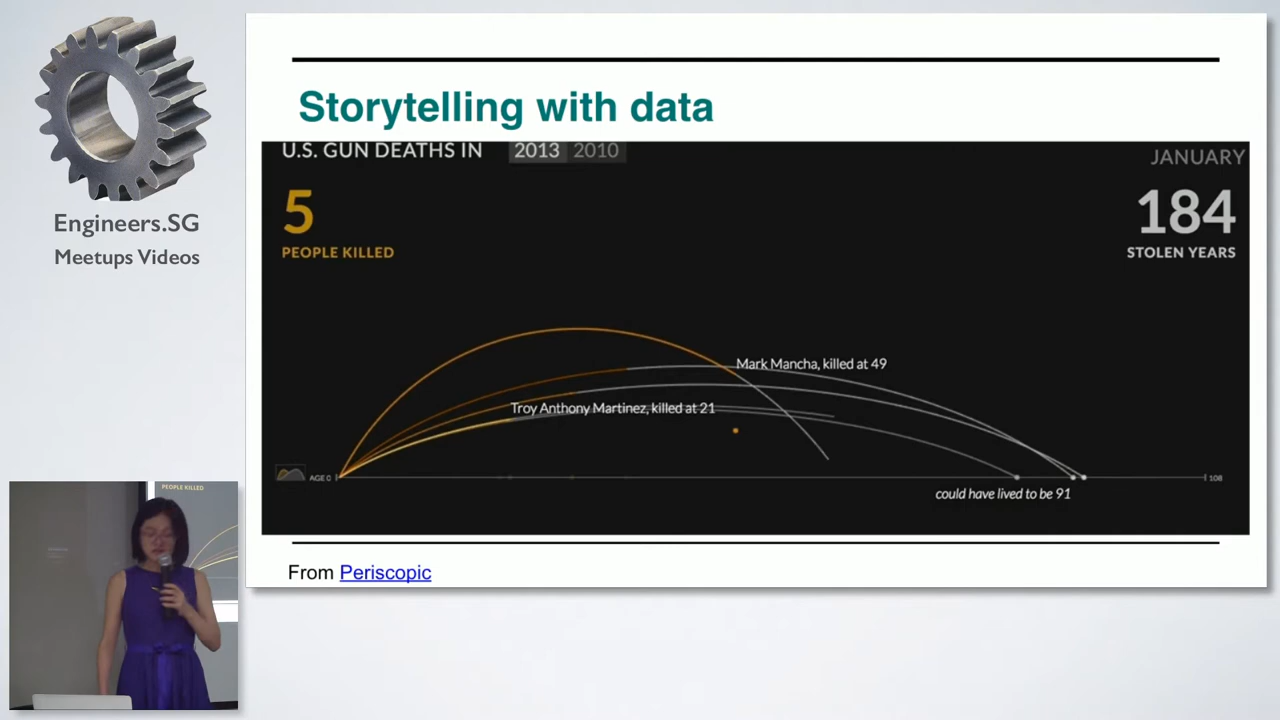 Engineers.SG
Meetups Videos
Storytelling with data
U.S. GUN DEATHS IN 2013 2010
JANUARY
5
PEOPLE KILLED
184
STOLEN YEARS
Mark Mancha, killed at 49
Troy Anthony Martinez, killed at 21
AGE 0
108
could have lived to be 91
From Periscopic
PEOPLE KILLED